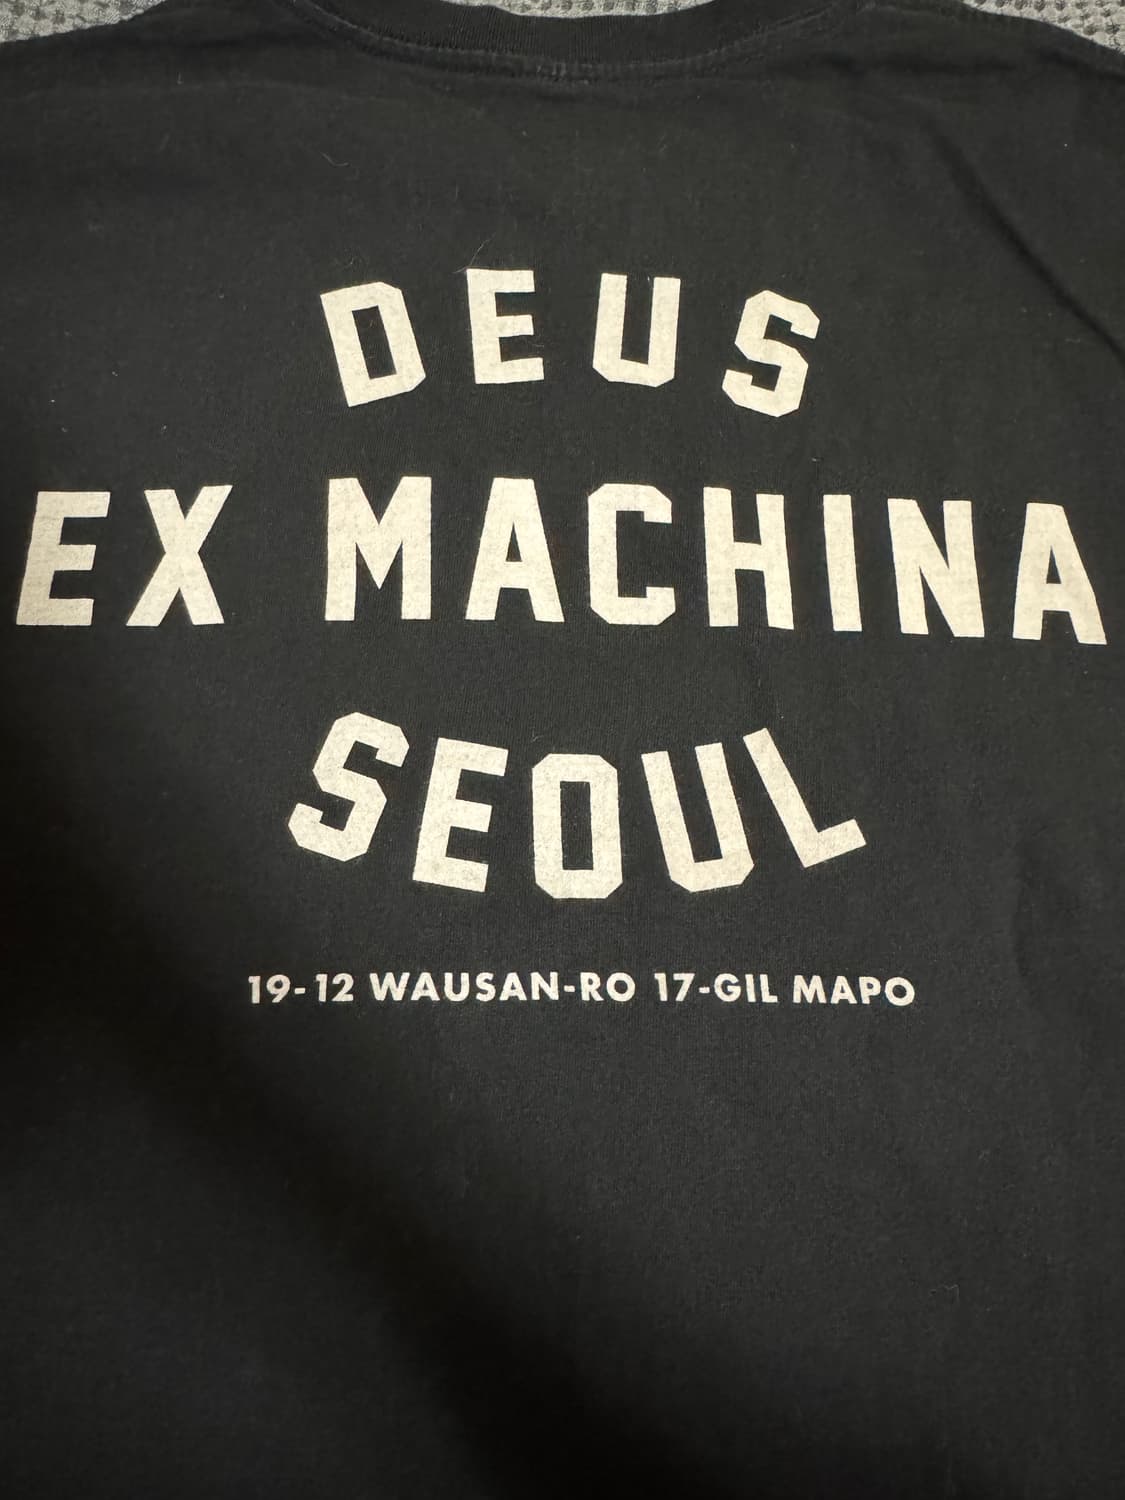 DEUS
EX MACHINA
SEOUL
19-12 WAUSAN-RO 17-GIL MAPO